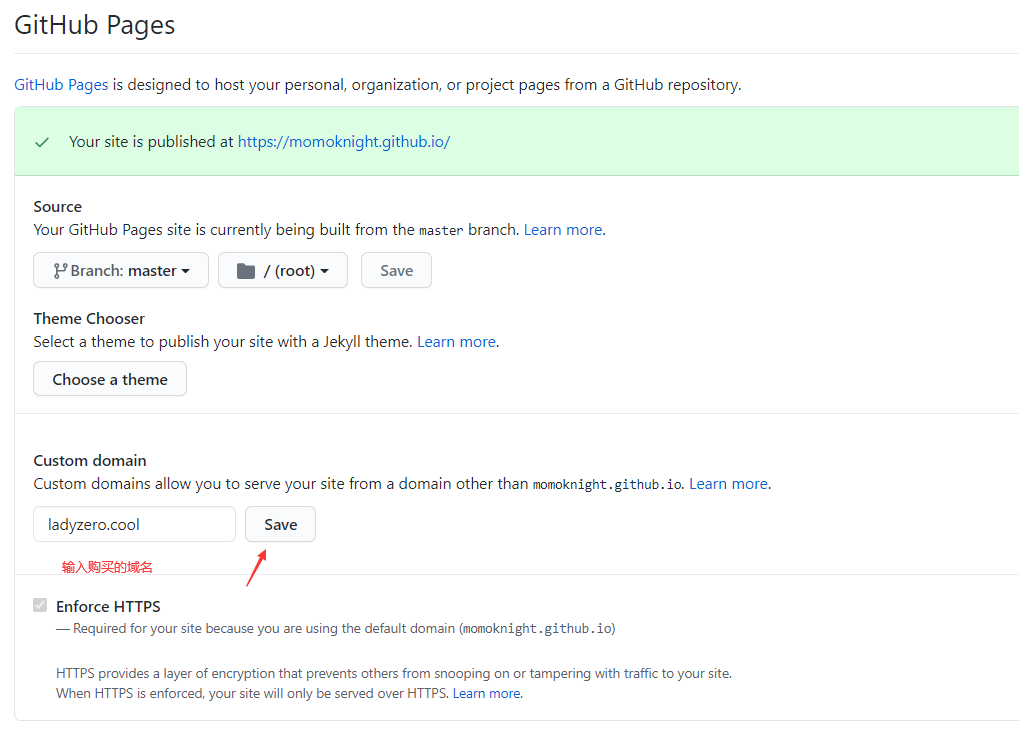 GitHub Pages
GitHub Pages is designed to host your personal, organization, or project pages from a GitHub repository.
Your site is published at https://momoknight.github.io/
Source
Your GitHub Pages site is currently being built from the master branch. Learn more.
Branch: master
/ (root)
Save
Theme Chooser
Select a theme to publish your site with a Jekyll theme. Learn more.
Choose a theme
Custom domain
Custom domains allow you to serve your site from a domain other than momoknight.github.io. Learn more.
ladyzero.cool
Save
输入购买的域名
Enforce HTTPS
— Required for your site because you are using the default domain (momoknight.github.io)
HTTPS provides a layer of encryption that prevents others from snooping on or tampering with traffic to your site.
When HTTPS is enforced, your site will only be served over HTTPS. Learn more.